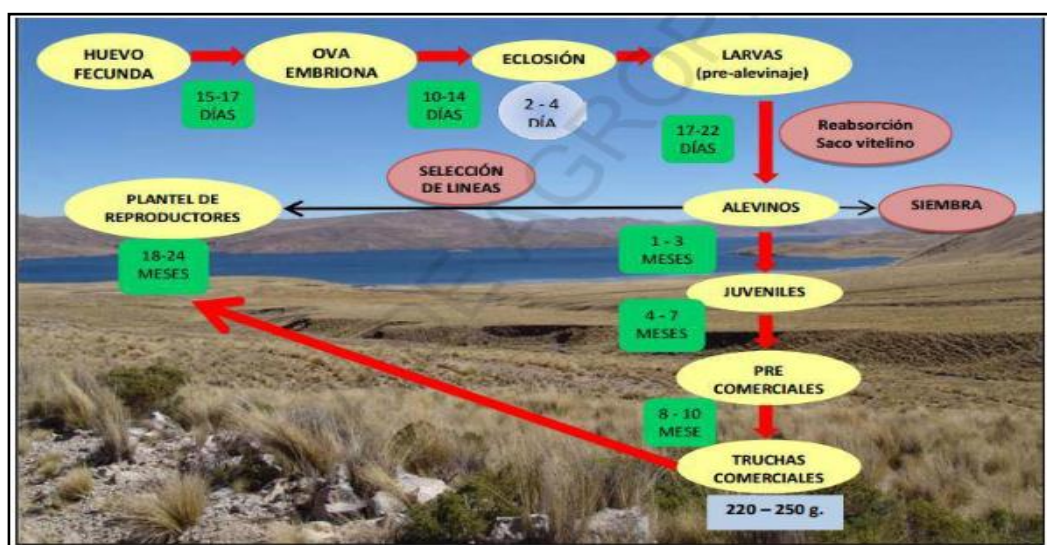 HUEVO
FECUNDA
OVA
EMBRIONA
ECLOSIÓN
LARVAS
(pre-alevinaje)
15-17
DÍAS
10-14
DÍAS
2 - 4
DÍA
17-22
DÍAS
Reabsorción
Saco vitelino
SELECCIÓN
DE LINEAS
PLANTEL DE
REPRODUCTORES
ALEVINOS
SIEMBRA
18-24
MESES
1 - 3
MESES
JUVENILES
4 - 7
MESES
PRE
COMERCIALES
8 - 10
MESE
TRUCHAS
COMERCIALES
220 – 250 g.